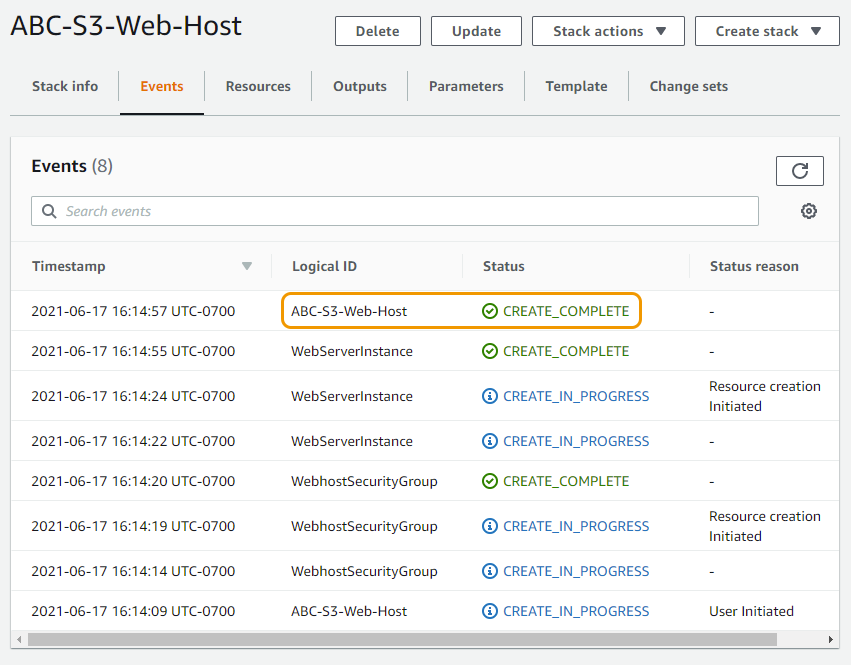 ABC-S3-Web-Host
Delete
Update
Stack actions
Create stack
Stack info
Events
Resources
Outputs
Parameters
Template
Change sets
Events (8)
Search events
Timestamp Logical ID Status Status reason
2021-06-17 16:14:57 UTC-0700 ABC-S3-Web-Host CREATE_COMPLETE -
2021-06-17 16:14:55 UTC-0700 WebServerInstance CREATE_COMPLETE -
2021-06-17 16:14:24 UTC-0700 WebServerInstance CREATE_IN_PROGRESS Resource creation
Initiated
2021-06-17 16:14:22 UTC-0700 WebServerInstance CREATE_IN_PROGRESS -
2021-06-17 16:14:20 UTC-0700 WebhostSecurityGroup CREATE_COMPLETE -
2021-06-17 16:14:19 UTC-0700 WebhostSecurityGroup CREATE_IN_PROGRESS Resource creation
Initiated
2021-06-17 16:14:14 UTC-0700 WebhostSecurityGroup CREATE_IN_PROGRESS -
2021-06-17 16:14:09 UTC-0700 ABC-S3-Web-Host CREATE_IN_PROGRESS User Initiated